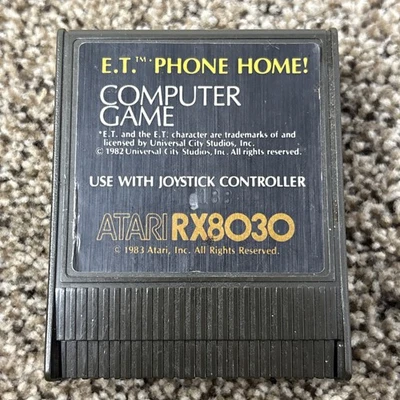 E.T.™ PHONE HOME!
COMPUTER
GAME
*E.T. and the E.T. character are trademarks of and
licensed by Universal City Studios, Inc.
© 1982 Universal City Studios, Inc. All rights reserved.
USE WITH JOYSTICK CONTROLLER
ATARI RX8030
© 1983 Atari, Inc. All Rights Reserved.